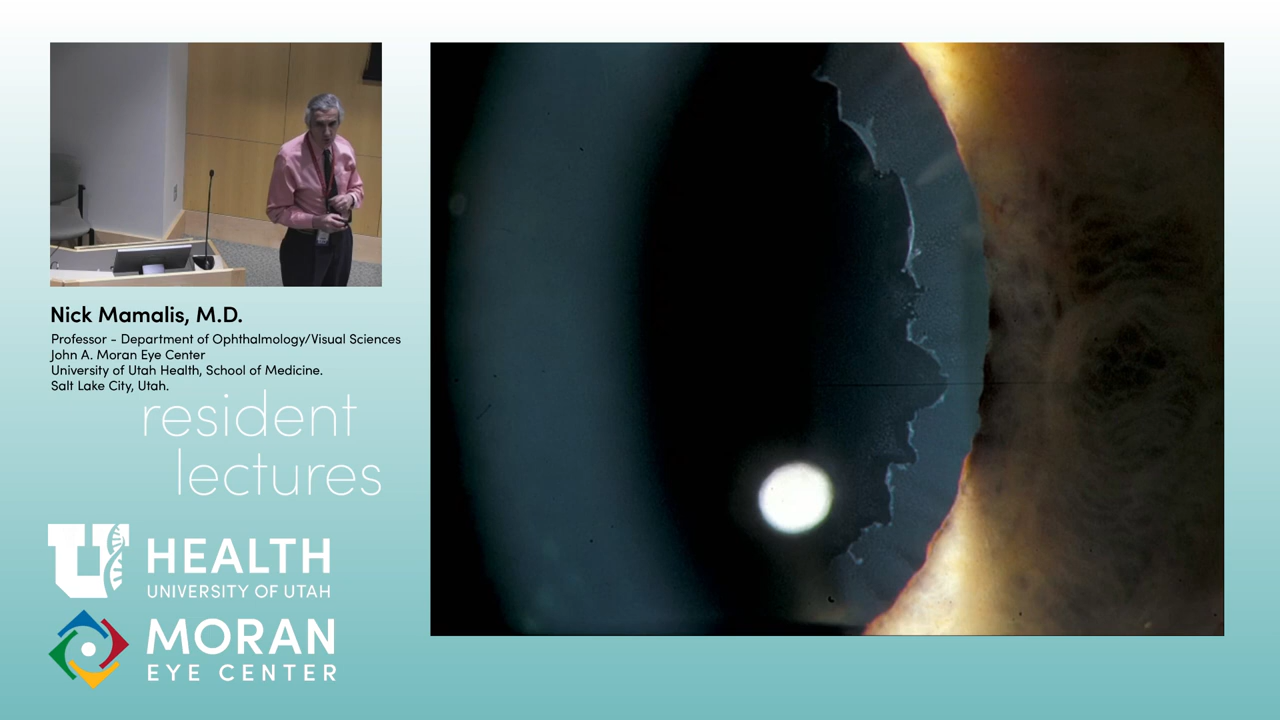 Nick Mamalis, M.D.
Professor - Department of Ophthalmology/Visual Sciences
John A. Moran Eye Center
University of Utah Health, School of Medicine.
Salt Lake City, Utah.
resident
lectures
U HEALTH
UNIVERSITY OF UTAH
MORAN
EYE CENTER